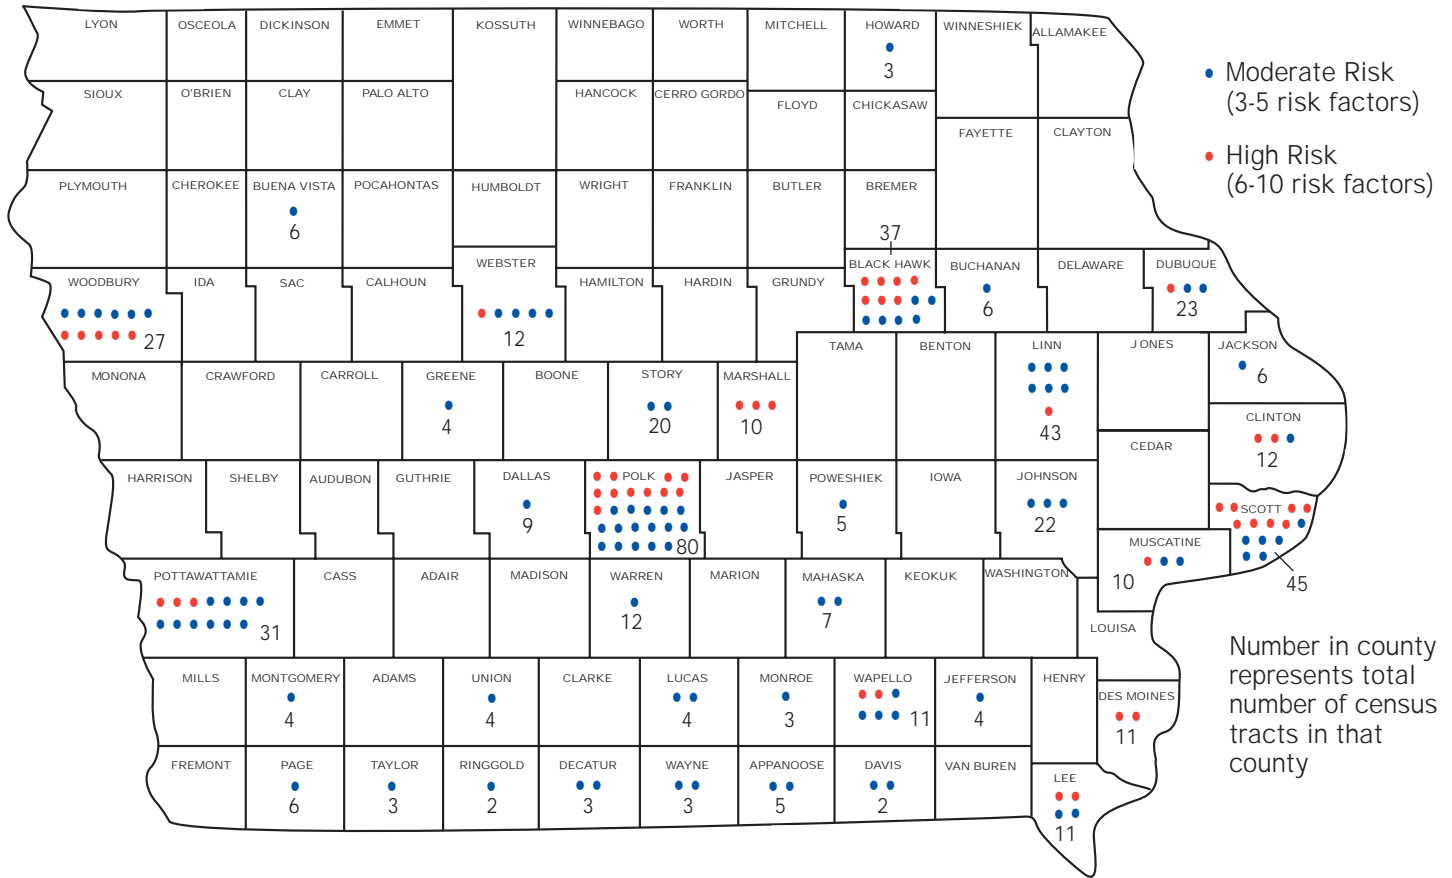 LYON
OSCEOLA
DICKINSON
EMMET
KOSSUTH
WINNEBAGO
WORTH
MITCHELL
HOWARD
3
WINNESHIEK
ALLAMAKEE
SIOUX
O'BRIEN
CLAY
PALO ALTO
HANCOCK
CERRO GORDO
FLOYD
CHICKASAW
FAYETTE
CLAYTON
Moderate Risk
(3-5 risk factors)
High Risk
(6-10 risk factors)
PLYMOUTH
CHEROKEE
BUENA VISTA
6
POCAHONTAS
HUMBOLDT
WRIGHT
FRANKLIN
BUTLER
BREMER
37
WOODBURY
27
IDA
SAC
CALHOUN
WEBSTER
12
HAMILTON
HARDIN
GRUNDY
BLACK HAWK
BUCHANAN
6
DELAWARE
DUBUQUE
23
MONONA
CRAWFORD
CARROLL
GREENE
4
BOONE
STORY
20
MARSHALL
10
TAMA
BENTON
LINN
43
JONES
JACKSON
6
CLINTON
12
CEDAR
HARRISON
SHELBY
AUDUBON
GUTHRIE
DALLAS
9
POLK
80
JASPER
POWESHIEK
5
IOWA
JOHNSON
22
SCOTT
45
MUSCATINE
10
POTTAWATTAMIE
31
CASS
ADAIR
MADISON
WARREN
12
MARION
MAHASKA
7
KEOKUK
WASHINGTON
LOUISA
Number in county
represents total
number of census
tracts in that
county
MILLS
MONTGOMERY
4
ADAMS
UNION
4
CLARKE
LUCAS
4
MONROE
3
WAPELLO
11
JEFFERSON
4
HENRY
DES MOINES
11
FREMONT
PAGE
6
TAYLOR
3
RINGGOLD
2
DECATUR
3
WAYNE
3
APPANOOSE
5
DAVIS
2
VAN BUREN
LEE
11